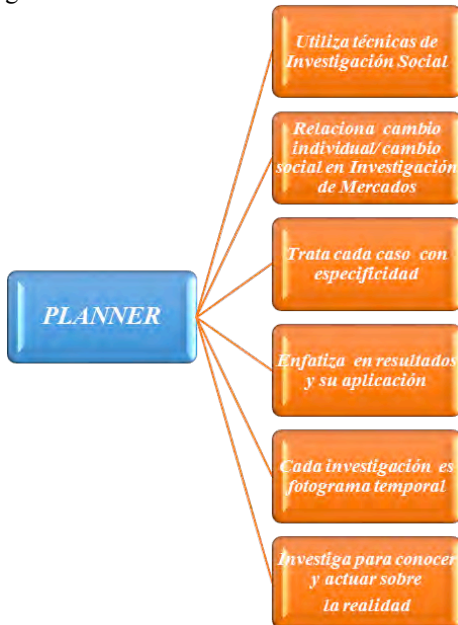 g
Utiliza técnicas de
Investigación Social
Relaciona cambio
individual/ cambio
social en Investigación
de Mercados
Trata cada caso con
especificidad
PLANNER
Enfatiza en resultados
y su aplicación
Cada investigación es
fotograma temporal
Investiga para conocer
y actuar sobre
la realidad